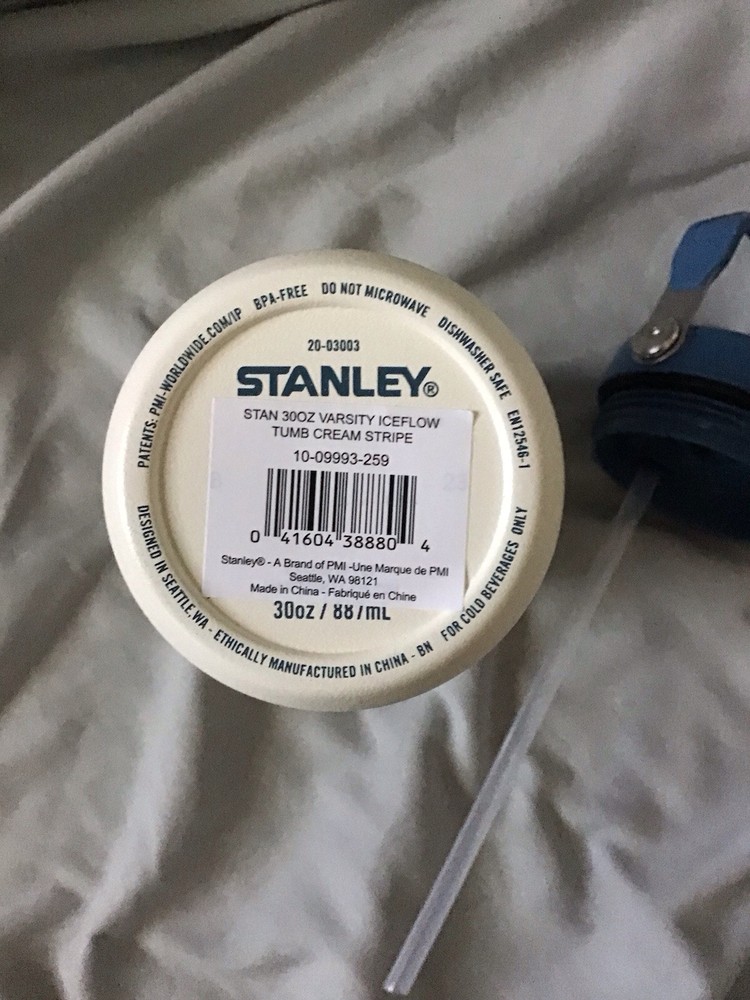 PATENTS: PMI-WORLDWIDE.COM/IP BPA-FREE DO NOT MICROWAVE DISHWASHER SAFE EN12546-1
20-03003
STANLEY®
STAN 30OZ VARSITY ICEFLOW
TUMB CREAM STRIPE
10-09993-259
0 41604 38880 4
Stanley® - A Brand of PMI -Une Marque de PMI
Seattle, WA 98121
Made in China - Fabriqué en Chine
30oz / 887mL
DESIGNED IN SEATTLE, WA - ETHICALLY MANUFACTURED IN CHINA - BN FOR COLD BEVERAGES ONLY